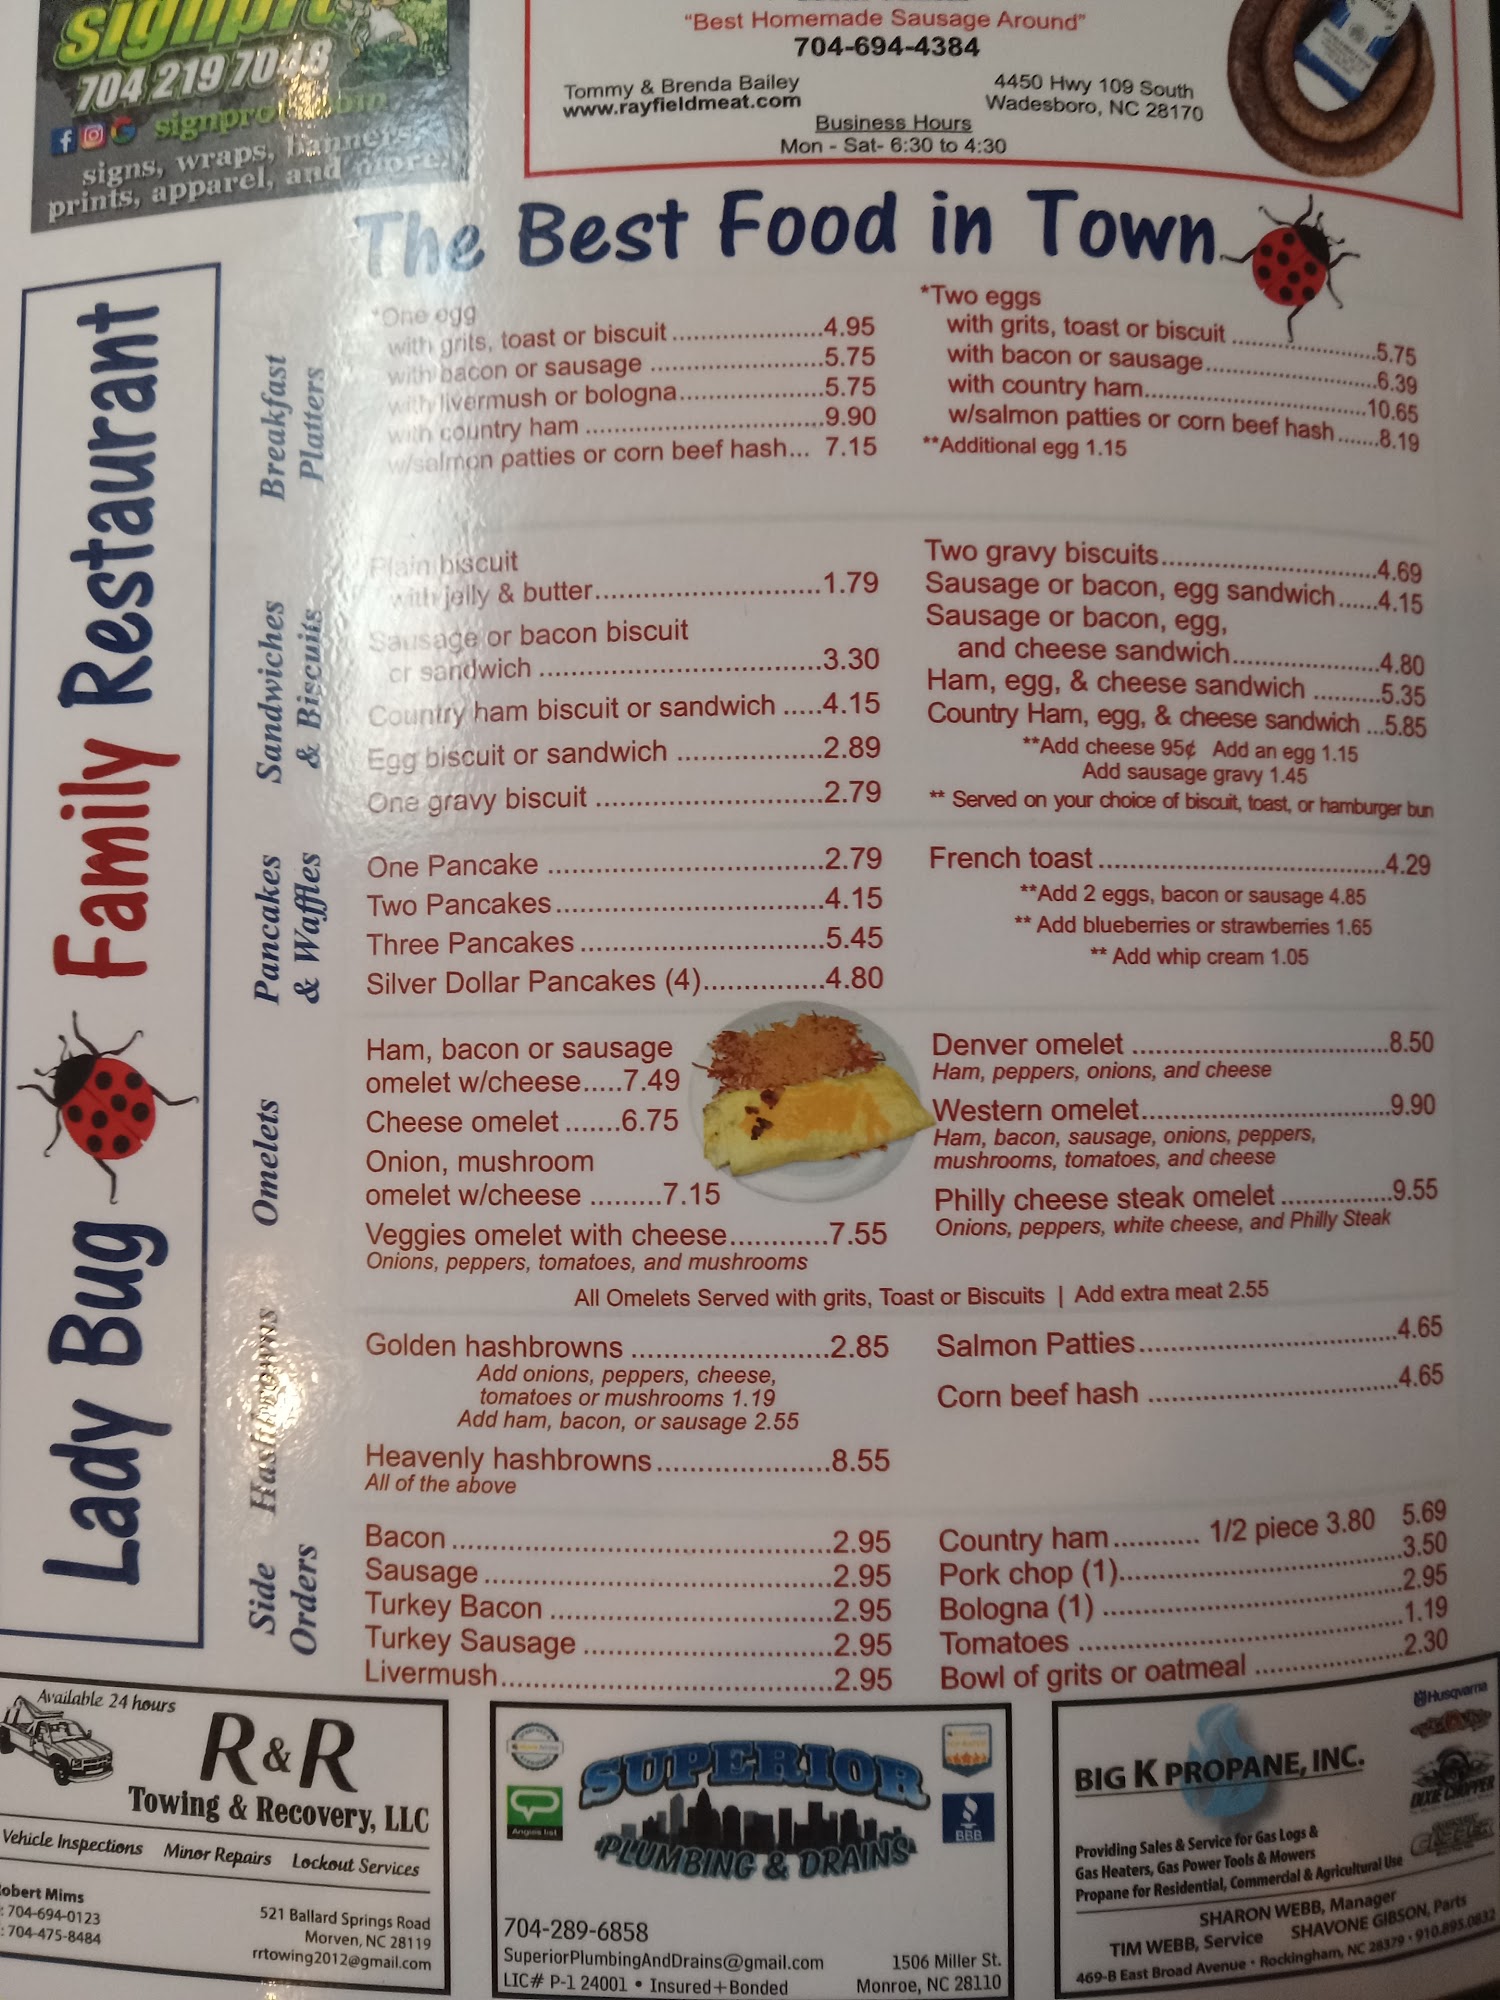 signpro
704 219 7048
signs, wraps, banners,
prints, apparel, and more.
"Best Homemade Sausage Around"
704-694-4384
Tommy & Brenda Bailey
www.rayfieldmeat.com
4450 Hwy 109 South
Wadesboro, NC 28170
Business Hours
Mon - Sat- 6:30 to 4:30
The Best Food in Town
Lady Bug Family Restaurant
Breakfast
Platters
*One egg
with grits, toast or biscuit ....................4.95
with bacon or sausage .......................5.75
with livermush or bologna...................5.75
with country ham ...............................9.90
w/salmon patties or corn beef hash... 7.15
*Two eggs
with grits, toast or biscuit ...................5.75
with bacon or sausage.......................6.39
with country ham..............................10.65
w/salmon patties or corn beef hash.......8.19
**Additional egg 1.15
Sandwiches
& Biscuits
Plain biscuit
with jelly & butter.............................1.79
Sausage or bacon biscuit
or sandwich ....................................3.30
Country ham biscuit or sandwich .....4.15
Egg biscuit or sandwich ...................2.89
One gravy biscuit .............................2.79
Two gravy biscuits............................4.69
Sausage or bacon, egg sandwich......4.15
Sausage or bacon, egg,
and cheese sandwich...................4.80
Ham, egg, & cheese sandwich .........5.35
Country Ham, egg, & cheese sandwich ...5.85
**Add cheese 95¢ Add an egg 1.15
Add sausage gravy 1.45
** Served on your choice of biscuit, toast, or hamburger bun
Pancakes
& Waffles
One Pancake ...................................2.79
Two Pancakes..................................4.15
Three Pancakes ...............................5.45
Silver Dollar Pancakes (4)...............4.80
French toast.....................................4.29
**Add 2 eggs, bacon or sausage 4.85
** Add blueberries or strawberries 1.65
** Add whip cream 1.05
Omelets
Ham, bacon or sausage
omelet w/cheese.....7.49
Cheese omelet .......6.75
Onion, mushroom
omelet w/cheese .........7.15
Veggies omelet with cheese............7.55
Onions, peppers, tomatoes, and mushrooms
Denver omelet .................................8.50
Ham, peppers, onions, and cheese
Western omelet................................9.90
Ham, bacon, sausage, onions, peppers,
mushrooms, tomatoes, and cheese
Philly cheese steak omelet ..............9.55
Onions, peppers, white cheese, and Philly Steak
All Omelets Served with grits, Toast or Biscuits | Add extra meat 2.55
Hashbrowns
Golden hashbrowns .........................2.85
Add onions, peppers, cheese,
tomatoes or mushrooms 1.19
Add ham, bacon, or sausage 2.55
Heavenly hashbrowns......................8.55
All of the above
Salmon Patties.................................4.65
Corn beef hash ................................4.65
Side
Orders
Bacon ...............................................2.95
Sausage ...........................................2.95
Turkey Bacon ...................................2.95
Turkey Sausage ...............................2.95
Livermush.........................................2.95
Country ham........... 1/2 piece 3.80 5.69
Pork chop (1)....................................3.50
Bologna (1) ......................................2.95
Tomatoes .........................................1.19
Bowl of grits or oatmeal ...................2.30
Available 24 hours
R & R
Towing & Recovery, LLC
Vehicle Inspections Minor Repairs Lockout Services
obert Mims
: 704-694-0123
: 704-475-8484
521 Ballard Springs Road
Morven, NC 28119
rrtowing2012@gmail.com
Angies list
SUPERIOR
PLUMBING & DRAINS
BBB
704-289-6858
SuperiorPlumbingAndDrains@gmail.com
LIC# P-1 24001 • Insured+Bonded
1506 Miller St.
Monroe, NC 28110
Husqvarna
BIG K PROPANE, INC.
DIXIE CHOPPER
Providing Sales & Service for Gas Logs &
Gas Heaters, Gas Power Tools & Mowers
Propane for Residential, Commercial & Agricultural Use
SHARON WEBB, Manager
TIM WEBB, Service SHAVONE GIBSON, Parts
469-B East Broad Avenue • Rockingham, NC 28379 • 910.895.0832